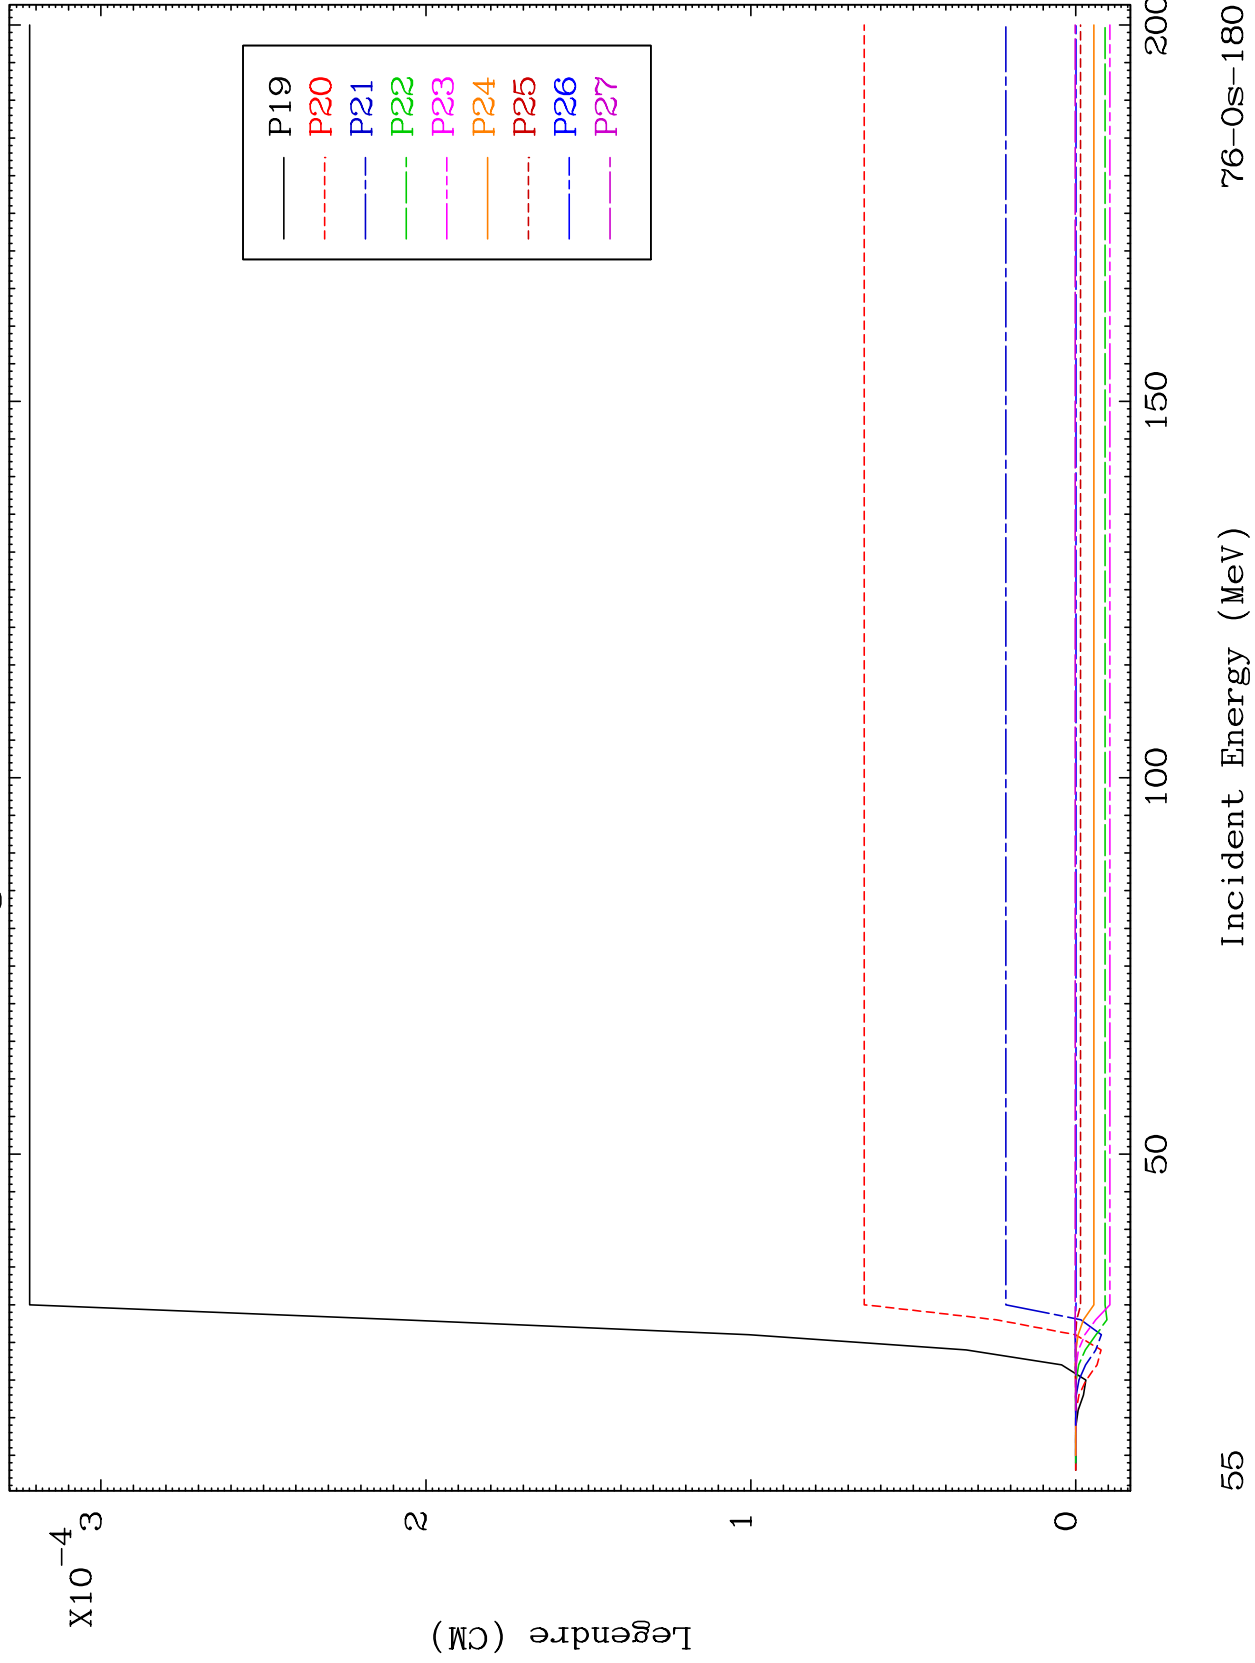 X10-4
3
2
1
0
Legendre (CM)
P19
P20
P21
P22
P23
P24
P25
P26
P27
50
100
150
200
Incident Energy (MeV)
55
76-Os-180